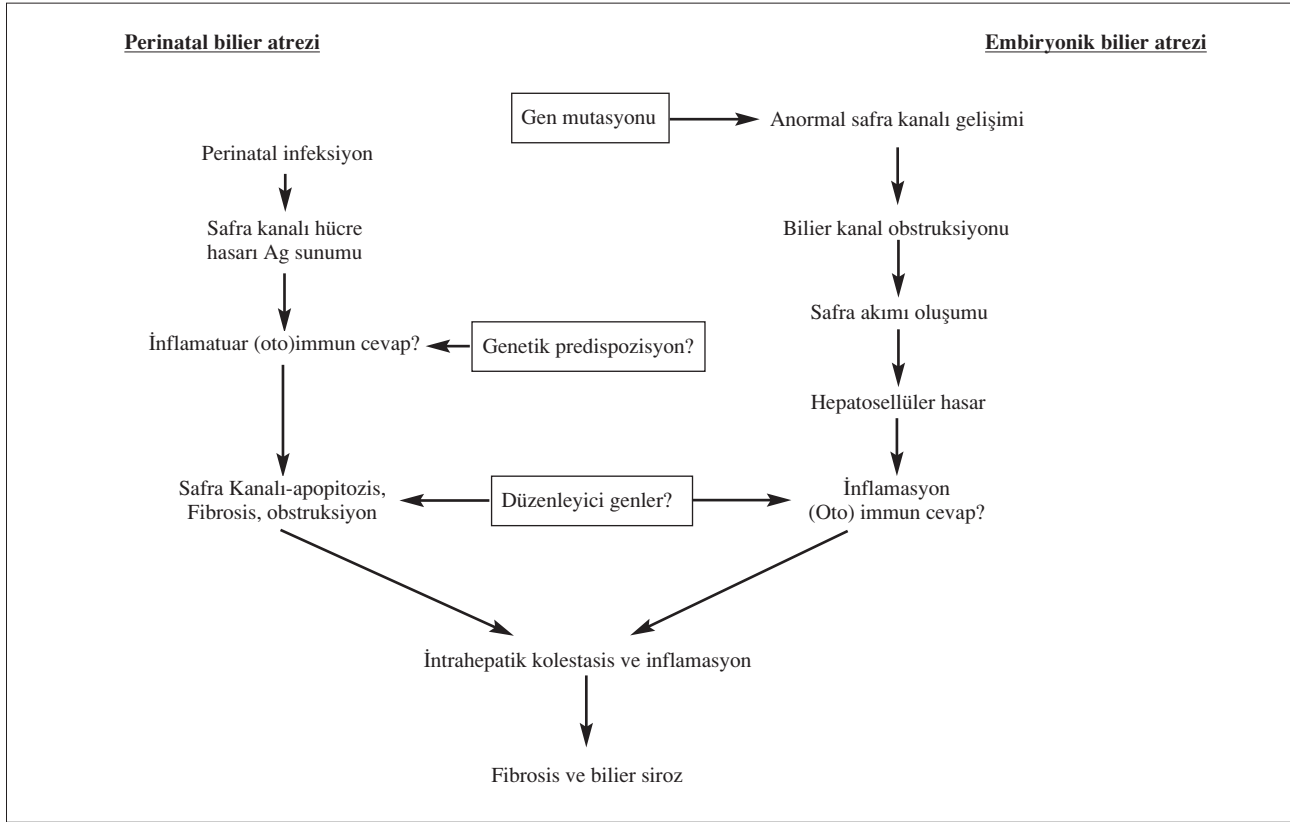 Perinatal bilier atrezi
Embiryonik bilier atrezi
Gen mutasyonu
Anormal safra kanalı gelişimi
Perinatal infeksiyon
Safra kanalı hücre
hasarı Ag sunumu
Bilier kanal obstruksiyonu
Safra akımı oluşumu
İnflamatuar (oto)immun cevap?
Genetik predispozisyon?
Hepatosellüler hasar
Safra Kanalı-apopitozis,
Fibrosis, obstruksiyon
Düzenleyici genler?
İnflamasyon
(Oto) immun cevap?
İntrahepatik kolestasis ve inflamasyon
Fibrosis ve bilier siroz